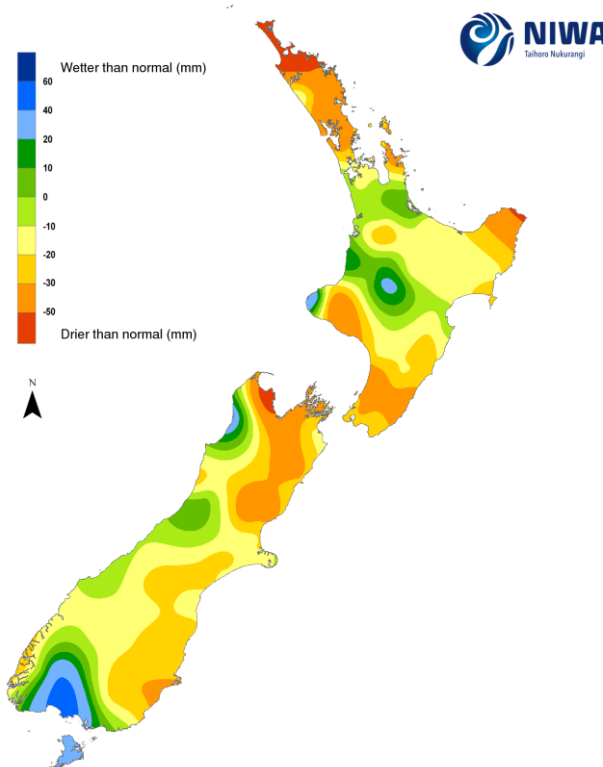 NIWA
Taihoro Nukurangi
Wetter than normal (mm)
60
40
20
10
0
-10
-20
-30
-50
Drier than normal (mm)
N